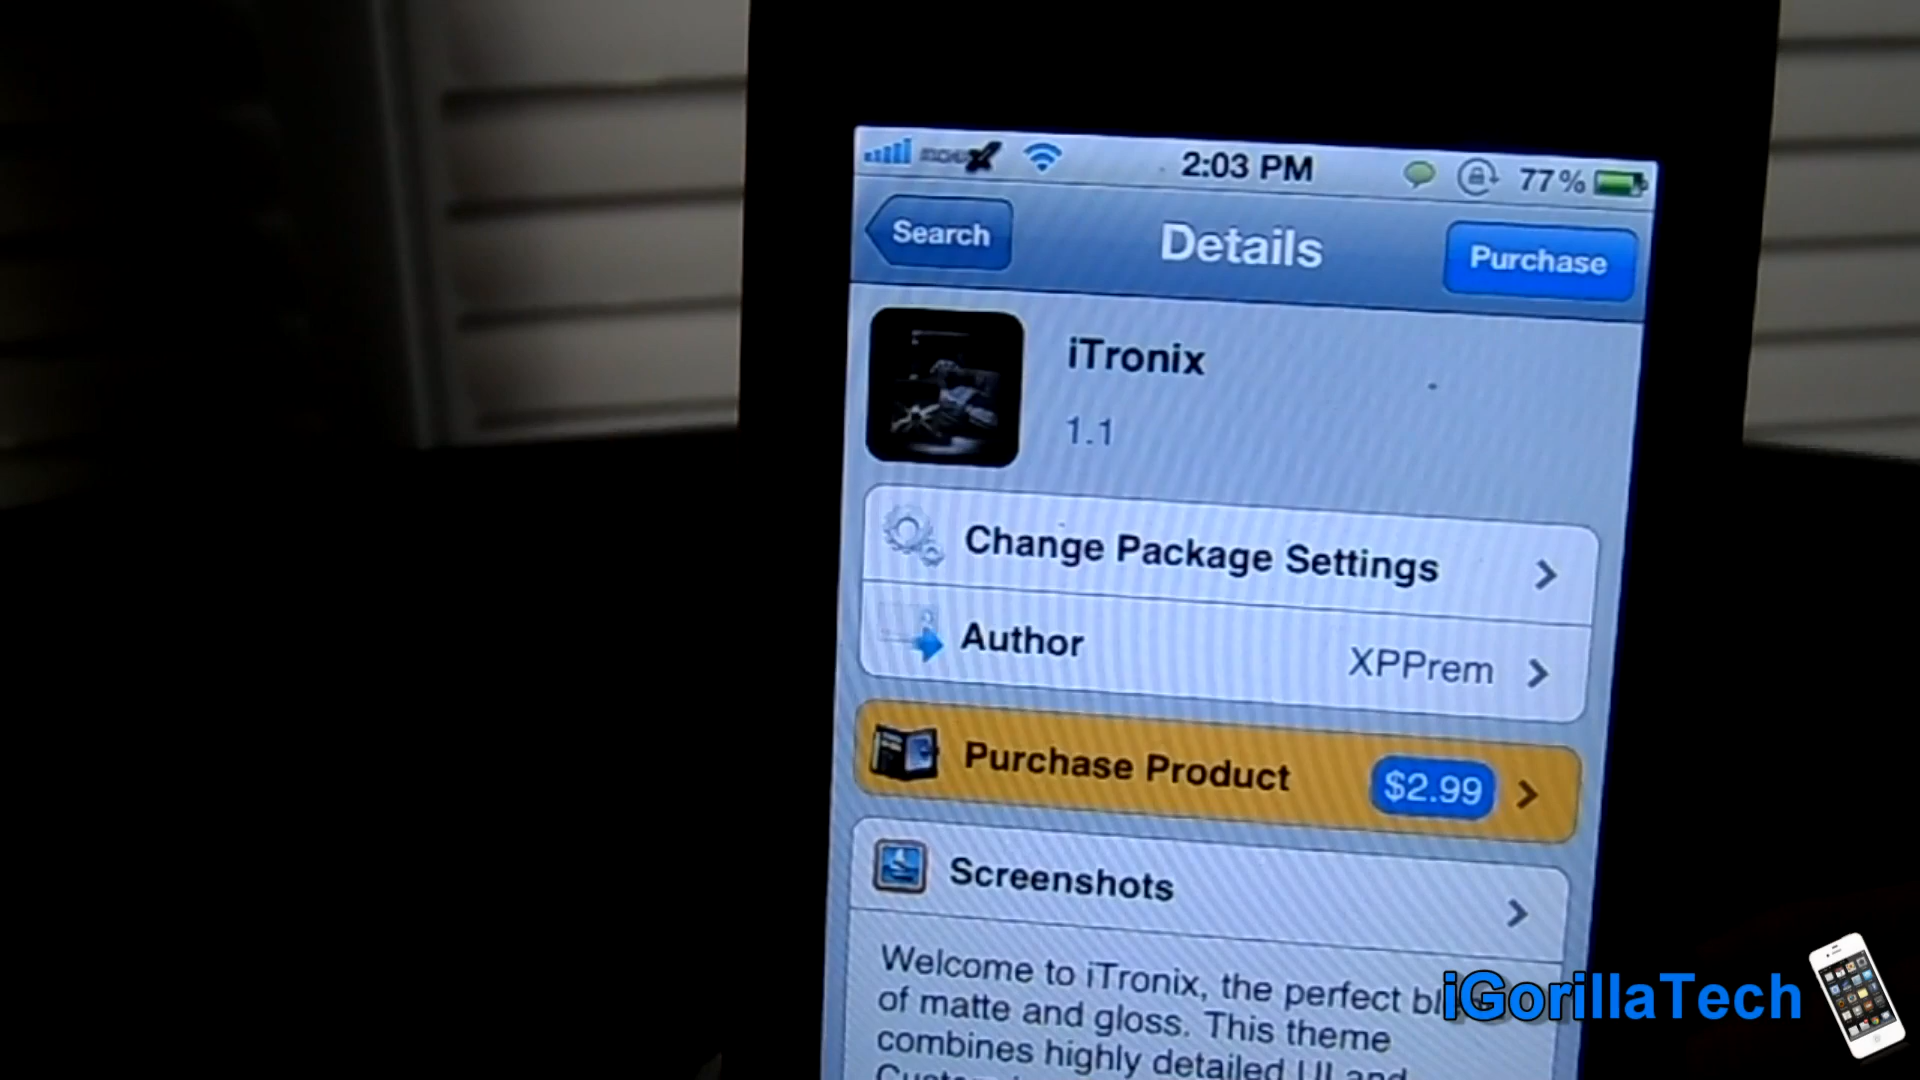 2:03 PM 77%
Search Details Purchase
iTronix
1.1
Change Package Settings
Author XPPrem
Purchase Product $2.99
Screenshots
Welcome to iTronix, the perfect
of matte and gloss. This theme
combines highly detailed UI and
iGorillaTech